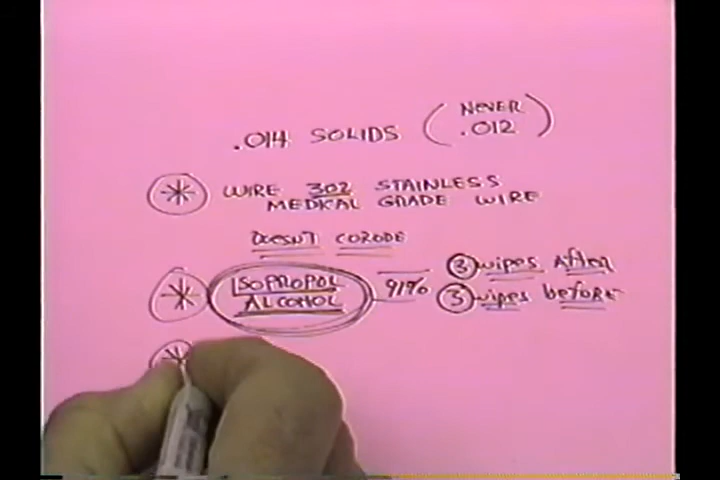 .014 SOLIDS (NEVER .012)
* WIRE 302 STAINLESS
MEDICAL GRADE WIRE
DOESN'T CORODE
* ISOPROPOL ALCOHOL 91% ③ wipes After
③ wipes before
*